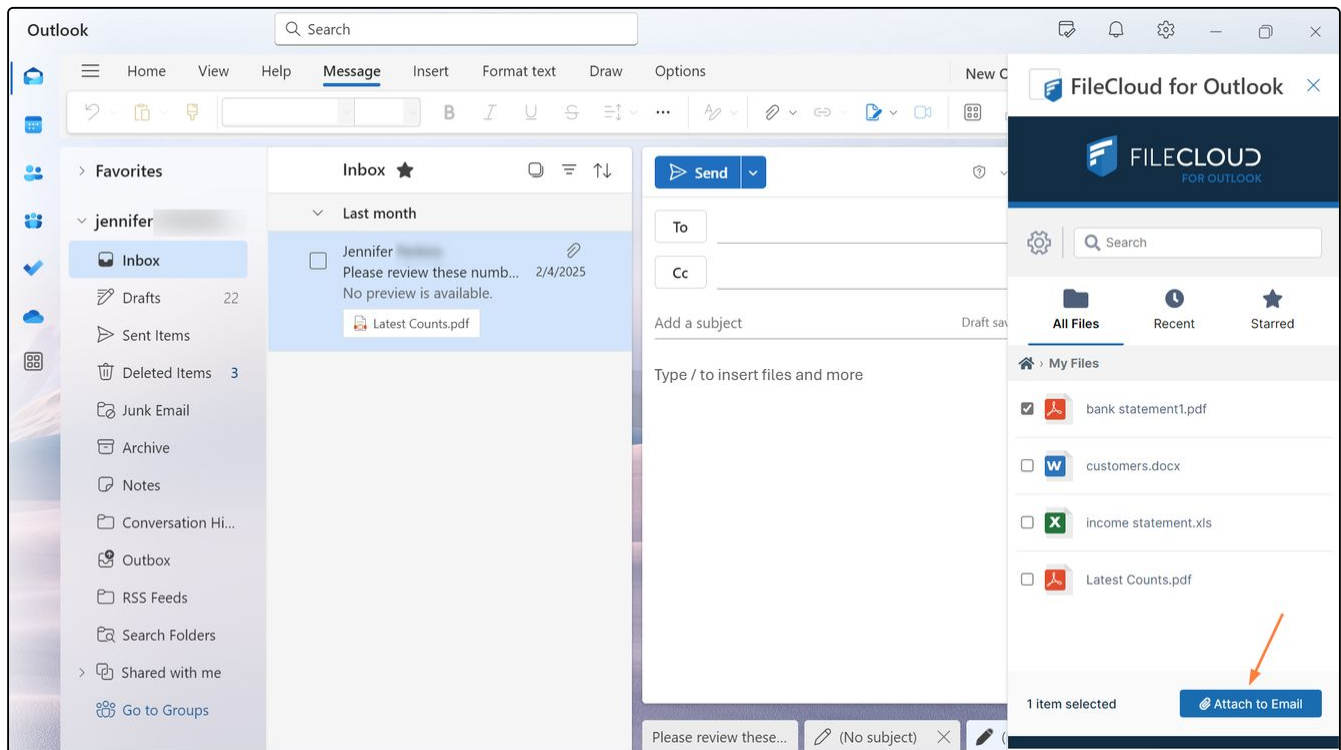 Outlook
Search
Home View Help Message Insert Format text Draw Options
New C
FileCloud for Outlook
FILECLOUD
FOR OUTLOOK
Search
All Files Recent Starred
My Files
bank statement1.pdf
customers.docx
income statement.xls
Latest Counts.pdf
1 item selected
Attach to Email
Favorites
jennifer
Inbox
Drafts 22
Sent Items
Deleted Items 3
Junk Email
Archive
Notes
Conversation Hi...
Outbox
RSS Feeds
Search Folders
Shared with me
Go to Groups
Inbox
Last month
Jennifer
Please review these numb... 2/4/2025
No preview is available.
Latest Counts.pdf
Send
To
Cc
Add a subject Draft sav
Type / to insert files and more
Please review these... (No subject)